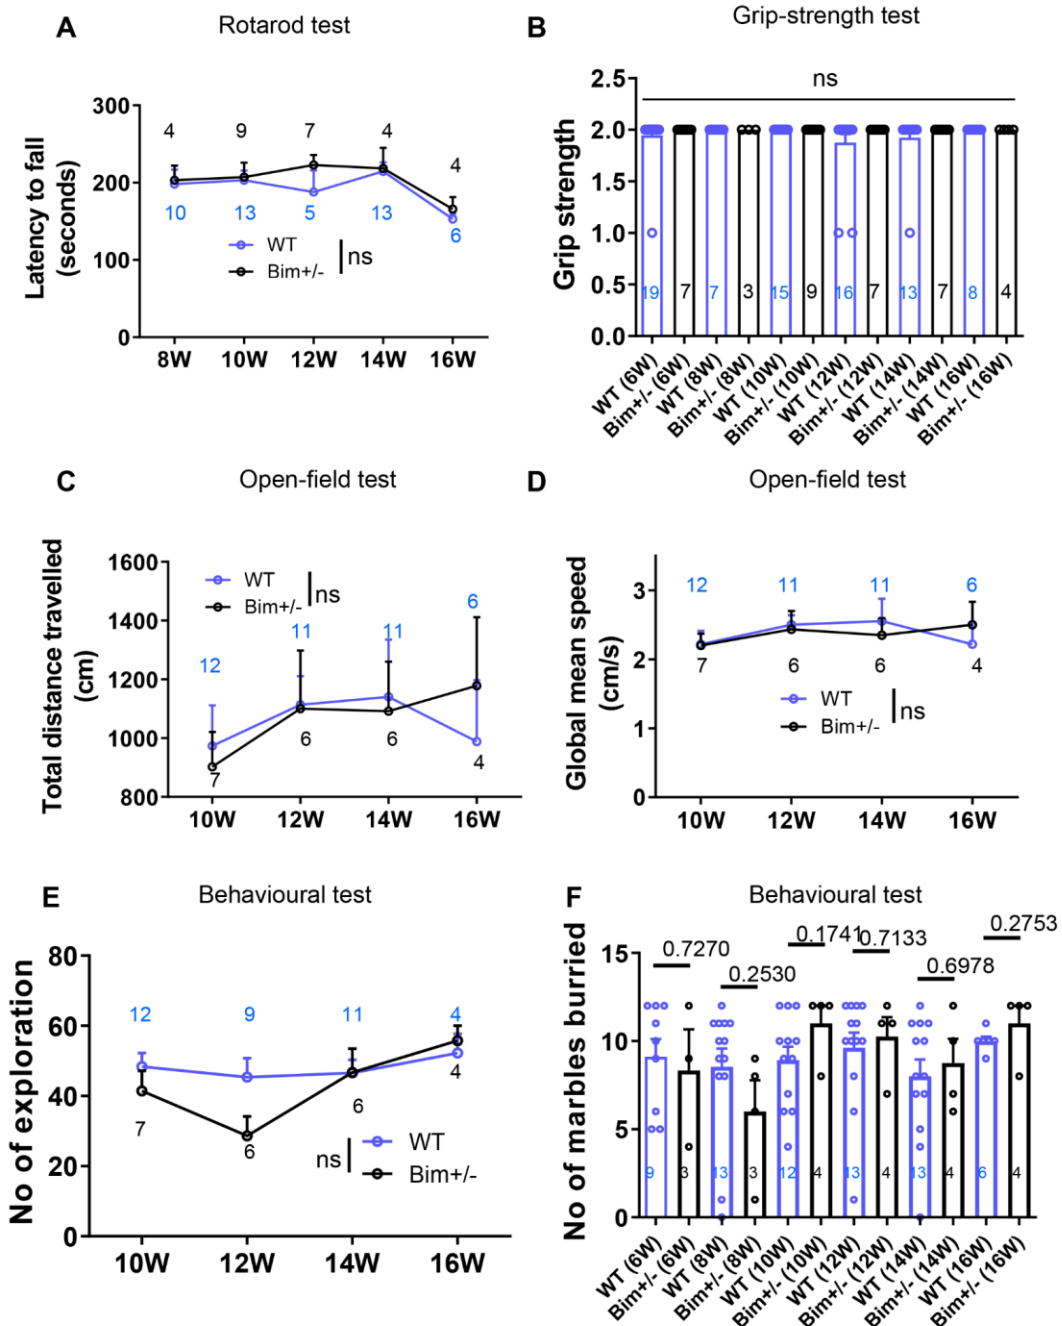 A
Rotarod test
Latency to fall
(seconds)
300
200
100
0
4
9
7
4
4
10
13
5
13
6
WT
Bim+/-
ns
8W
10W
12W
14W
16W
B
Grip-strength test
ns
Grip strength
2.5
2.0
1.5
1.0
0.5
0.0
19
7
7
3
15
9
16
7
13
7
8
4
WT (6W)
Bim+/- (6W)
WT (8W)
Bim+/- (8W)
WT (10W)
Bim+/- (10W)
WT (12W)
Bim+/- (12W)
WT (14W)
Bim+/- (14W)
WT (16W)
Bim+/- (16W)
C
Open-field test
Total distance travelled
(cm)
1600
1400
1200
1000
800
WT
Bim+/-
ns
12
11
11
6
7
6
6
4
10W
12W
14W
16W
D
Open-field test
Global mean speed
(cm/s)
3
2
1
0
12
11
11
6
7
6
6
4
WT
Bim+/-
ns
10W
12W
14W
16W
E
Behavioural test
No of exploration
80
60
40
20
0
12
9
11
4
7
6
6
4
ns
WT
Bim+/-
10W
12W
14W
16W
F
Behavioural test
No of marbles burried
15
10
5
0
0.7270
0.2530
0.1741
0.7133
0.6978
0.2753
9
3
13
3
12
4
13
4
13
4
6
4
WT (6W)
Bim+/- (6W)
WT (8W)
Bim+/- (8W)
WT (10W)
Bim+/- (10W)
WT (12W)
Bim+/- (12W)
WT (14W)
Bim+/- (14W)
WT (16W)
Bim+/- (16W)